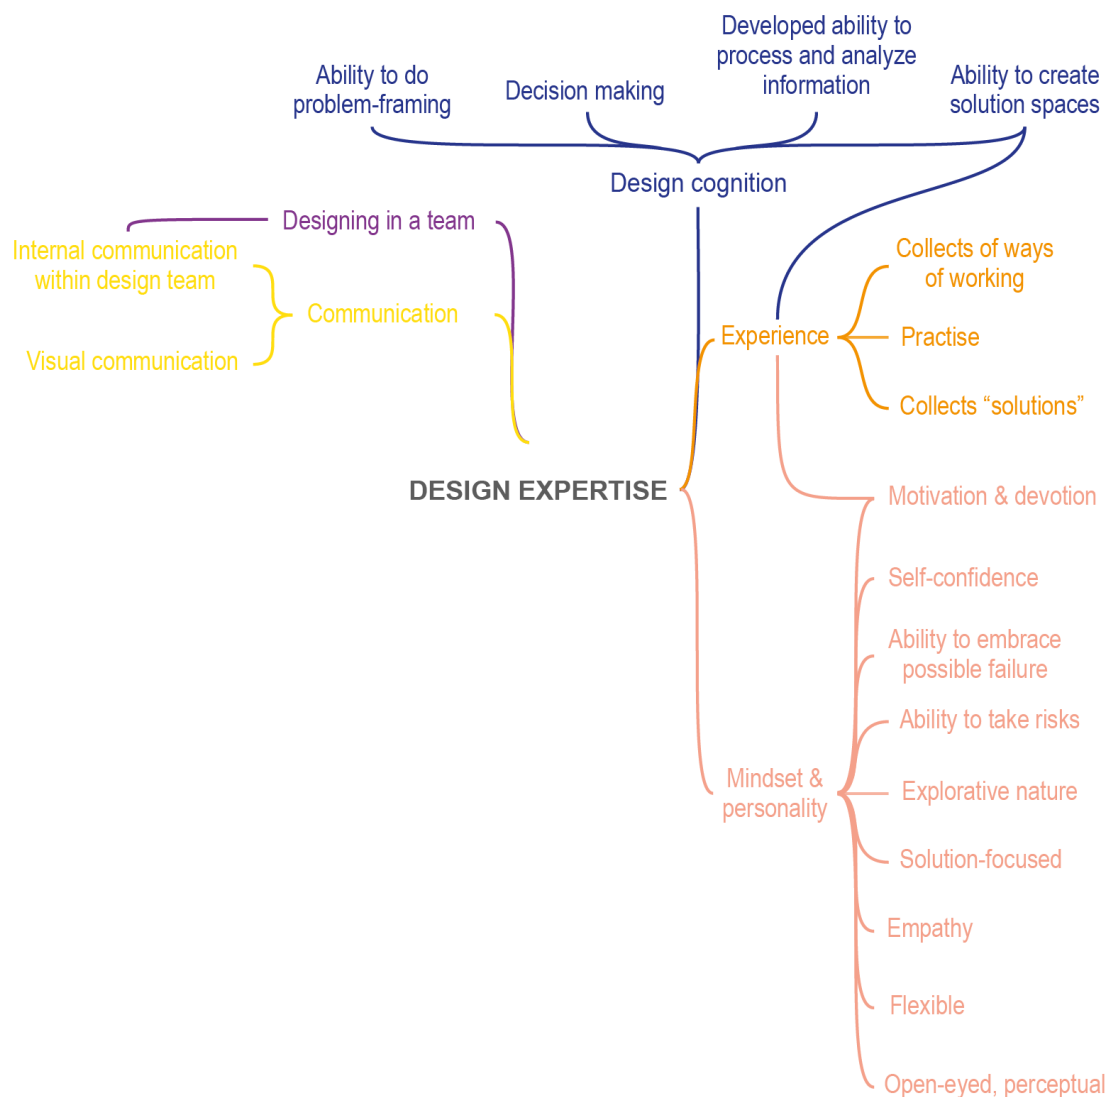 Developed ability to
process and analyze
information
Ability to do
problem-framing
Decision making
Ability to create
solution spaces
Design cognition
Designing in a team
Internal communication
within design team
Communication
Visual communication
Experience
Collects of ways
of working
Practise
Collects “solutions”
DESIGN EXPERTISE
Motivation & devotion
Self-confidence
Ability to embrace
possible failure
Ability to take risks
Mindset &
personality
Explorative nature
Solution-focused
Empathy
Flexible
Open-eyed, perceptual